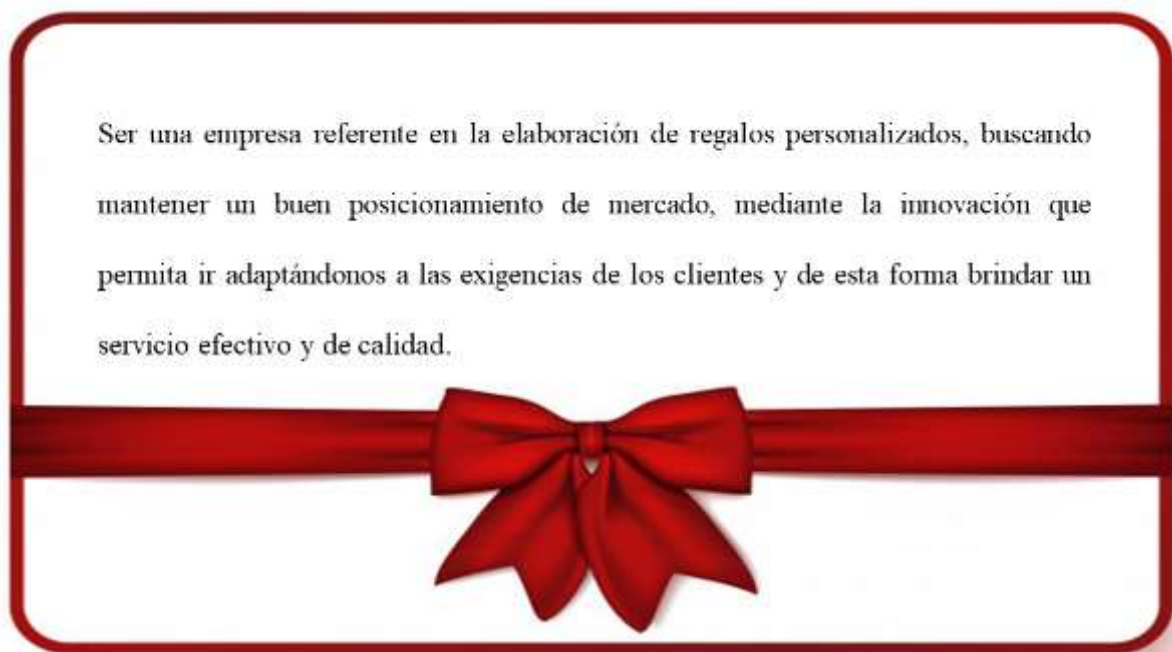 Ser una empresa referente en la elaboración de regalos personalizados, buscando
mantener un buen posicionamiento de mercado, mediante la innovación que
permita ir adaptándonos a las exigencias de los clientes y de esta forma brindar un
servicio efectivo y de calidad.